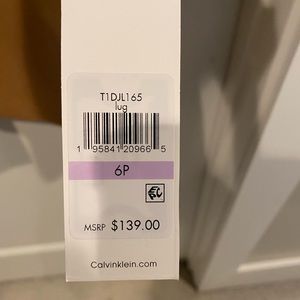 T1DJL165
lug
1 95841 20966 5
6P
MSRP $139.00
Calvinklein.com